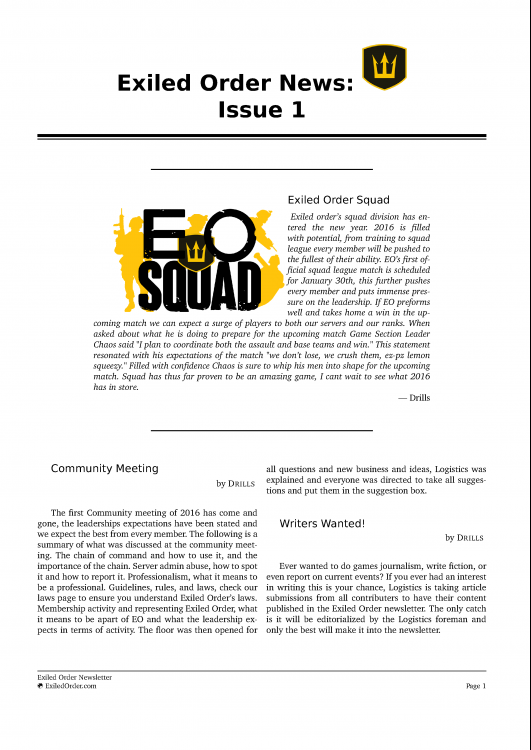 Exiled Order News:
Issue 1
Exiled Order Squad
EO
SQUAD
Exiled order's squad division has en-
tered the new year. 2016 is filled
with potential, from training to squad
league every member will be pushed to
the fullest of their ability. EO's first of-
ficial squad league match is scheduled
for January 30th, this further pushes
every member and puts immense pres-
sure on the leadership. If EO preforms
well and takes home a win in the up-
coming match we can expect a surge of players to both our servers and our ranks. When
asked about what he is doing to prepare for the upcoming match Game Section Leader
Chaos said "I plan to coordinate both the assault and base teams and win." This statement
resonated with his expectations of the match "we don't lose, we crush them, ez-pz lemon
squeezy." Filled with confidence Chaos is sure to whip his men into shape for the upcoming
match. Squad has thus far proven to be an amazing game, I cant wait to see what 2016
has in store.
— Drills
Community Meeting
by DRILLS
The first Community meeting of 2016 has come and
gone, the leaderships expectations have been stated and
we expect the best from every member. The following is a
summary of what was discussed at the community meet-
ing. The chain of command and how to use it, and the
importance of the chain. Server admin abuse, how to spot
it and how to report it. Professionalism, what it means to
be a professional. Guidelines, rules, and laws, check our
laws page to ensure you understand Exiled Order's laws.
Membership activity and representing Exiled Order, what
it means to be apart of EO and what the leadership ex-
pects in terms of activity. The floor was then opened for
all questions and new business and ideas, Logistics was
explained and everyone was directed to take all sugges-
tions and put them in the suggestion box.
Writers Wanted!
by DRILLS
Ever wanted to do games journalism, write fiction, or
even report on current events? If you ever had an interest
in writing this is your chance, Logistics is taking article
submissions from all contributers to have their content
published in the Exiled Order newsletter. The only catch
is it will be editorialized by the Logistics foreman and
only the best will make it into the newsletter.
Exiled Order Newsletter
ExiledOrder.com
Page 1